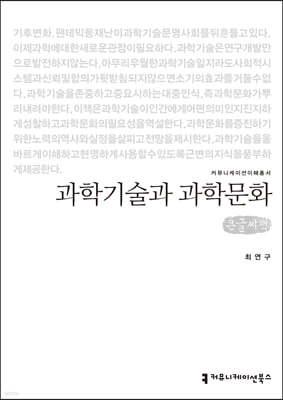 기후변화, 팬데믹등재난이과학기술문명사회를뒤흔들고있다.
이제과학에대한새로운관점이필요하다. 과학기술은연구개발만
으로발전하지않는다. 아무리우월한과학기술일지라도사회적시
스템과신뢰및합의가뒷받침되지않으면소기의효과를거둘수없
다. 과학기술을존중하고중요시하는대중인식, 즉과학문화가뿌
리내려야한다. 이책은과학기술이인간에게어떤의미인지진지하
게성찰하고과학문화의필요성을역설한다. 과학문화를증진하기
위한노력의역사와실정을살피고전망을제시한다. 과학기술을올
바르게이해하고현명하게사용할수있도록근변의지식을풍부하
게제공한다.
커뮤니케이션이해총서
과학기술과 과학문화
큰글씨책
최연구
커뮤니케이션북스